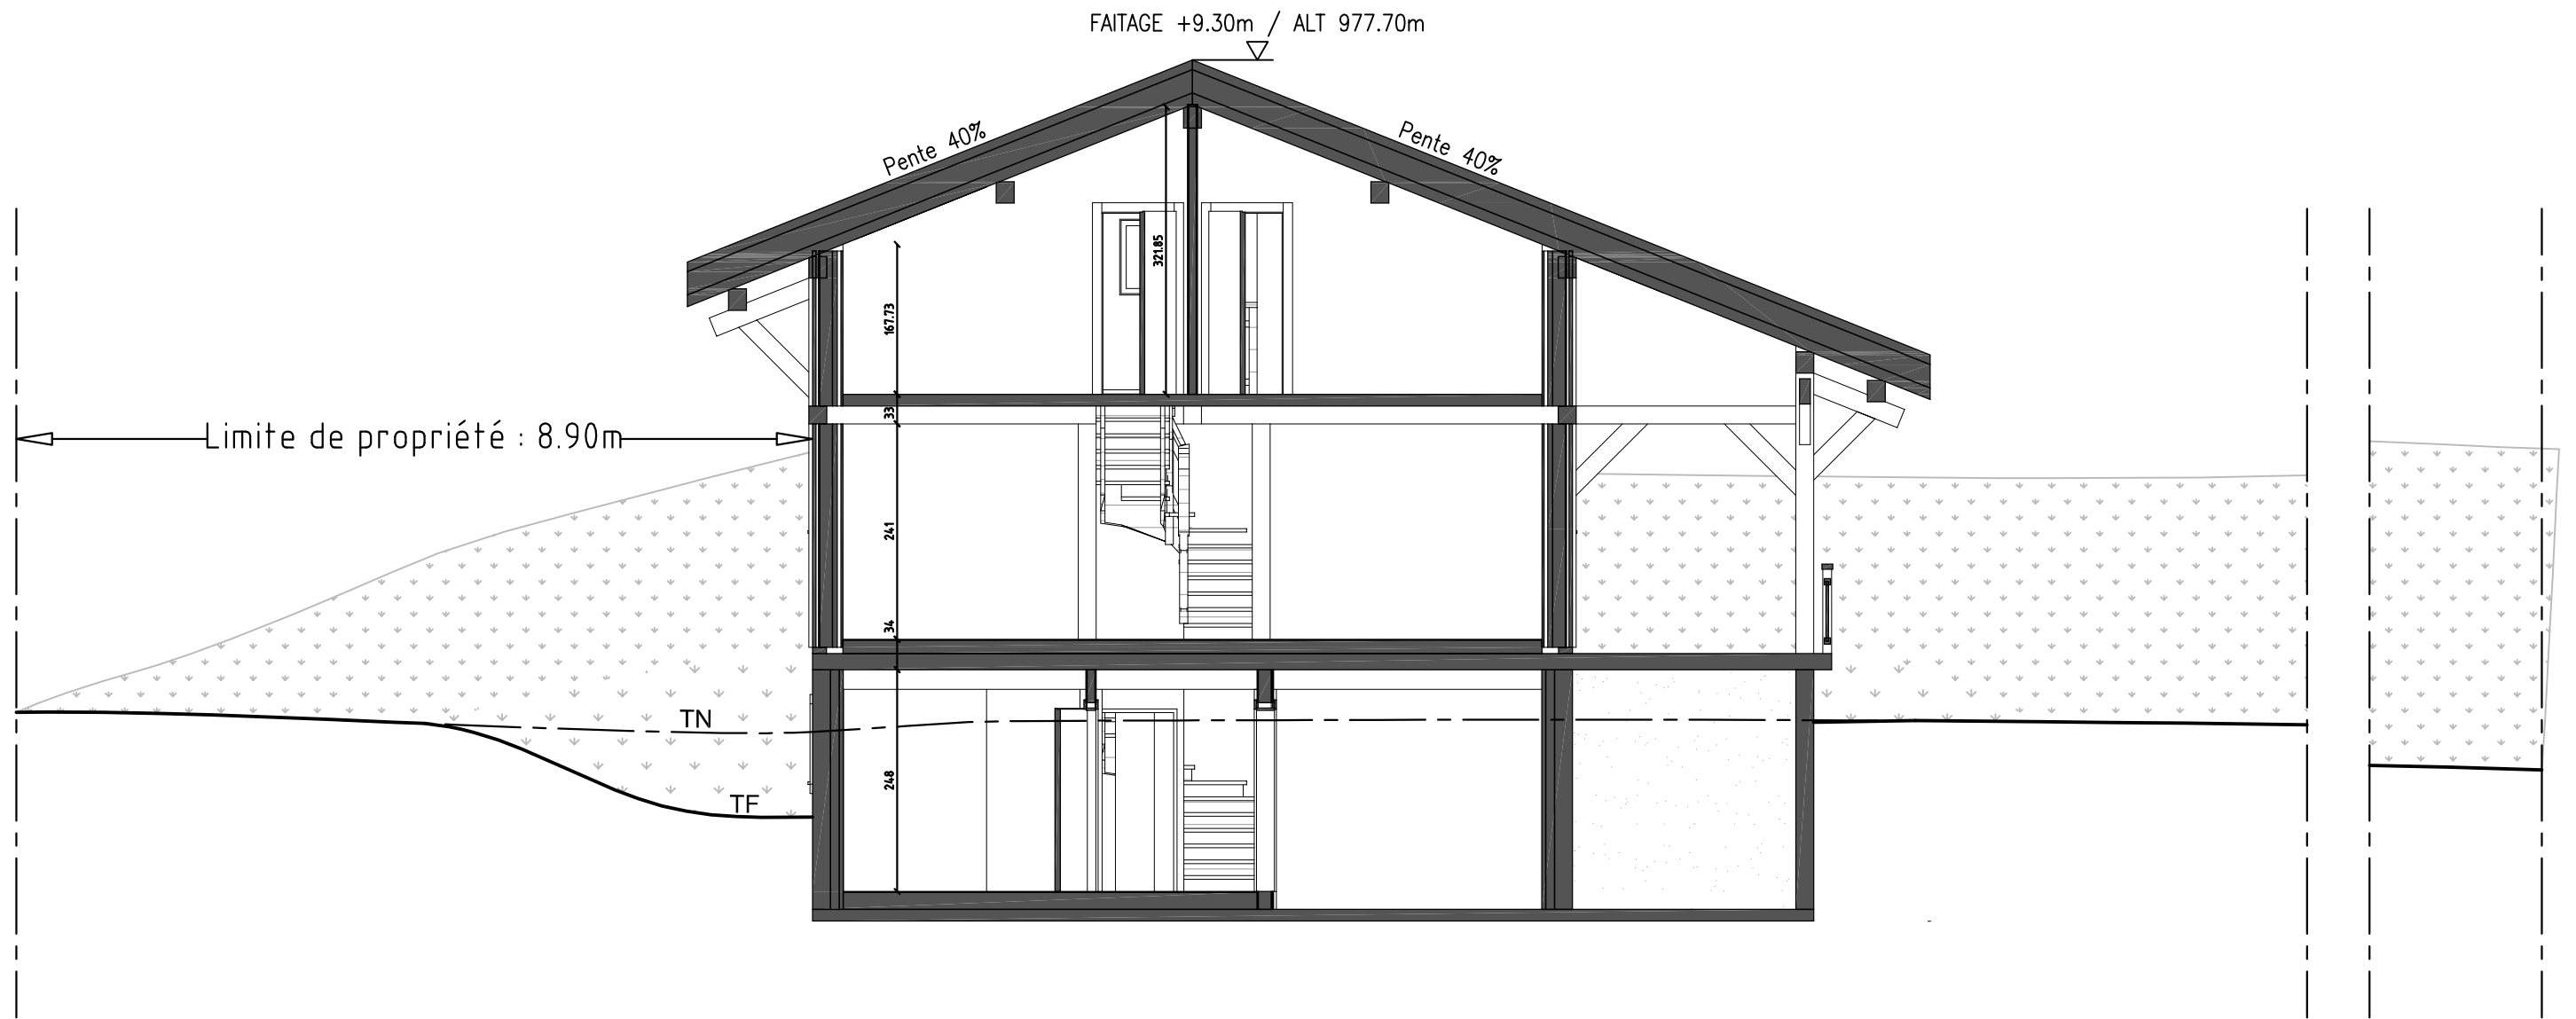 FAITAGE +9.30m / ALT 977.70m
Pente 40%
Pente 40%
321.85
167.73
33
Limite de propriété : 8.90m
241
34
TN
248
TF